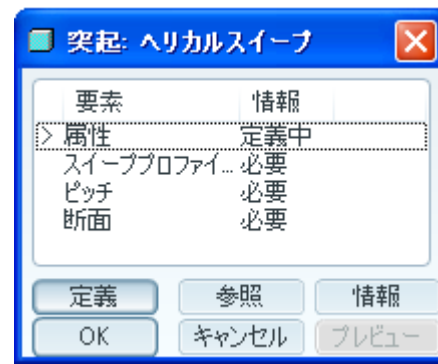 突起: ヘリカルスイープ
要素 情報
> 属性 定義中
スイーププロファイ... 必要
ピッチ 必要
断面 必要
定義 参照 情報
OK キャンセル プレビュー